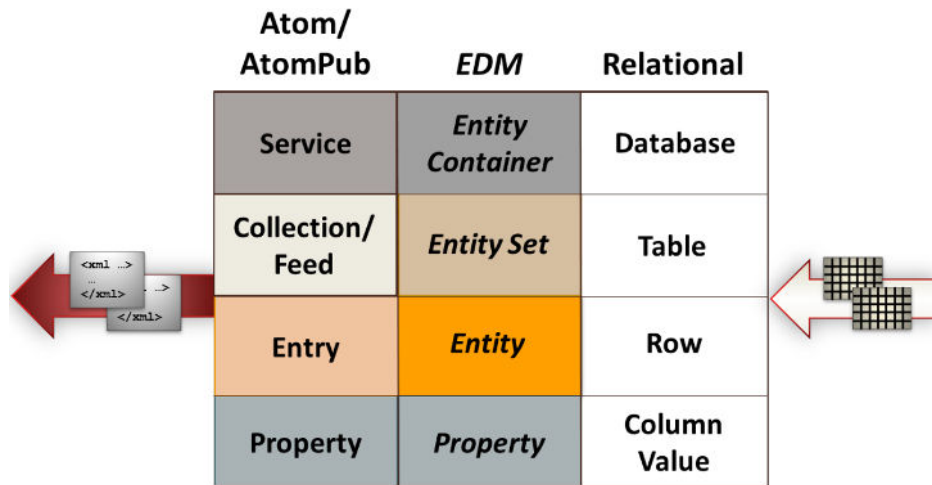 Atom/
AtomPub
EDM
Relational
Service
Entity
Container
Database
Collection/
Feed
Entity Set
Table
Entry
Entity
Row
Property
Property
Column
Value
<xml …>
…
</xml>
. …>
</xml>